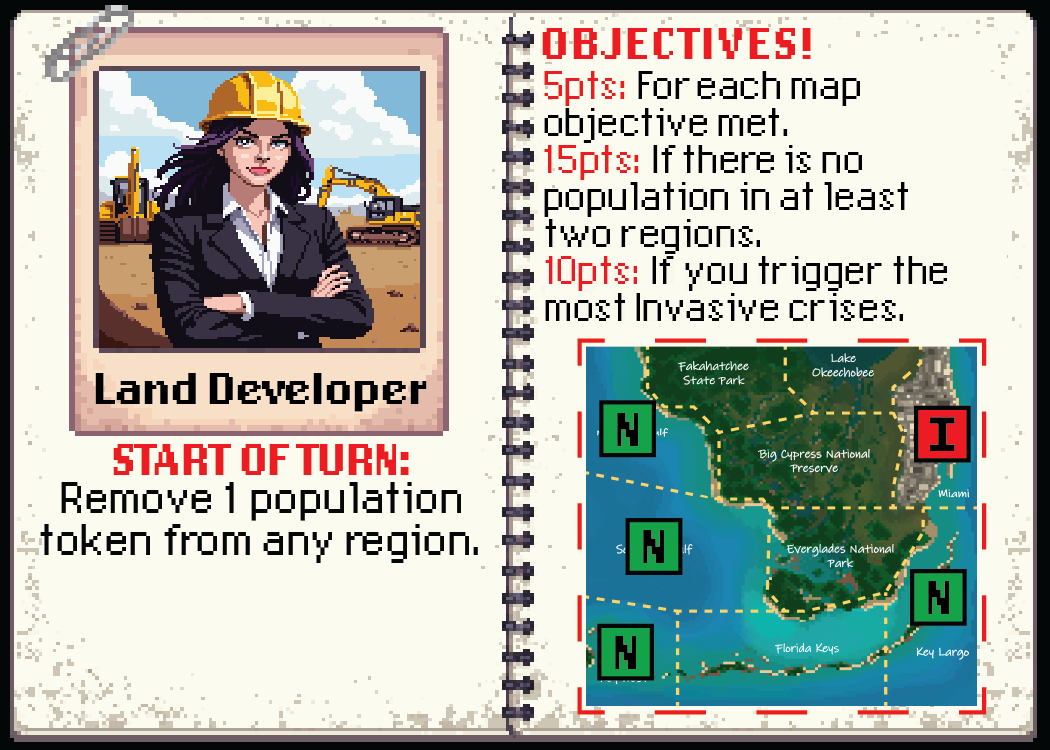 Land Developer
START OF TURN:
Remove 1 population
token from any region.
OBJECTIVES!
5pts: For each map
objective met.
15pts: If there is no
population in at least
two regions.
10pts: If you trigger the
most Invasive crises.
Fakahatchee
State Park
Lake
Okeechobee
N
lf
I
Big Cypress National
Preserve
Miami
N
lf
Everglades National
Park
N
N
Florida Keys
Key Largo